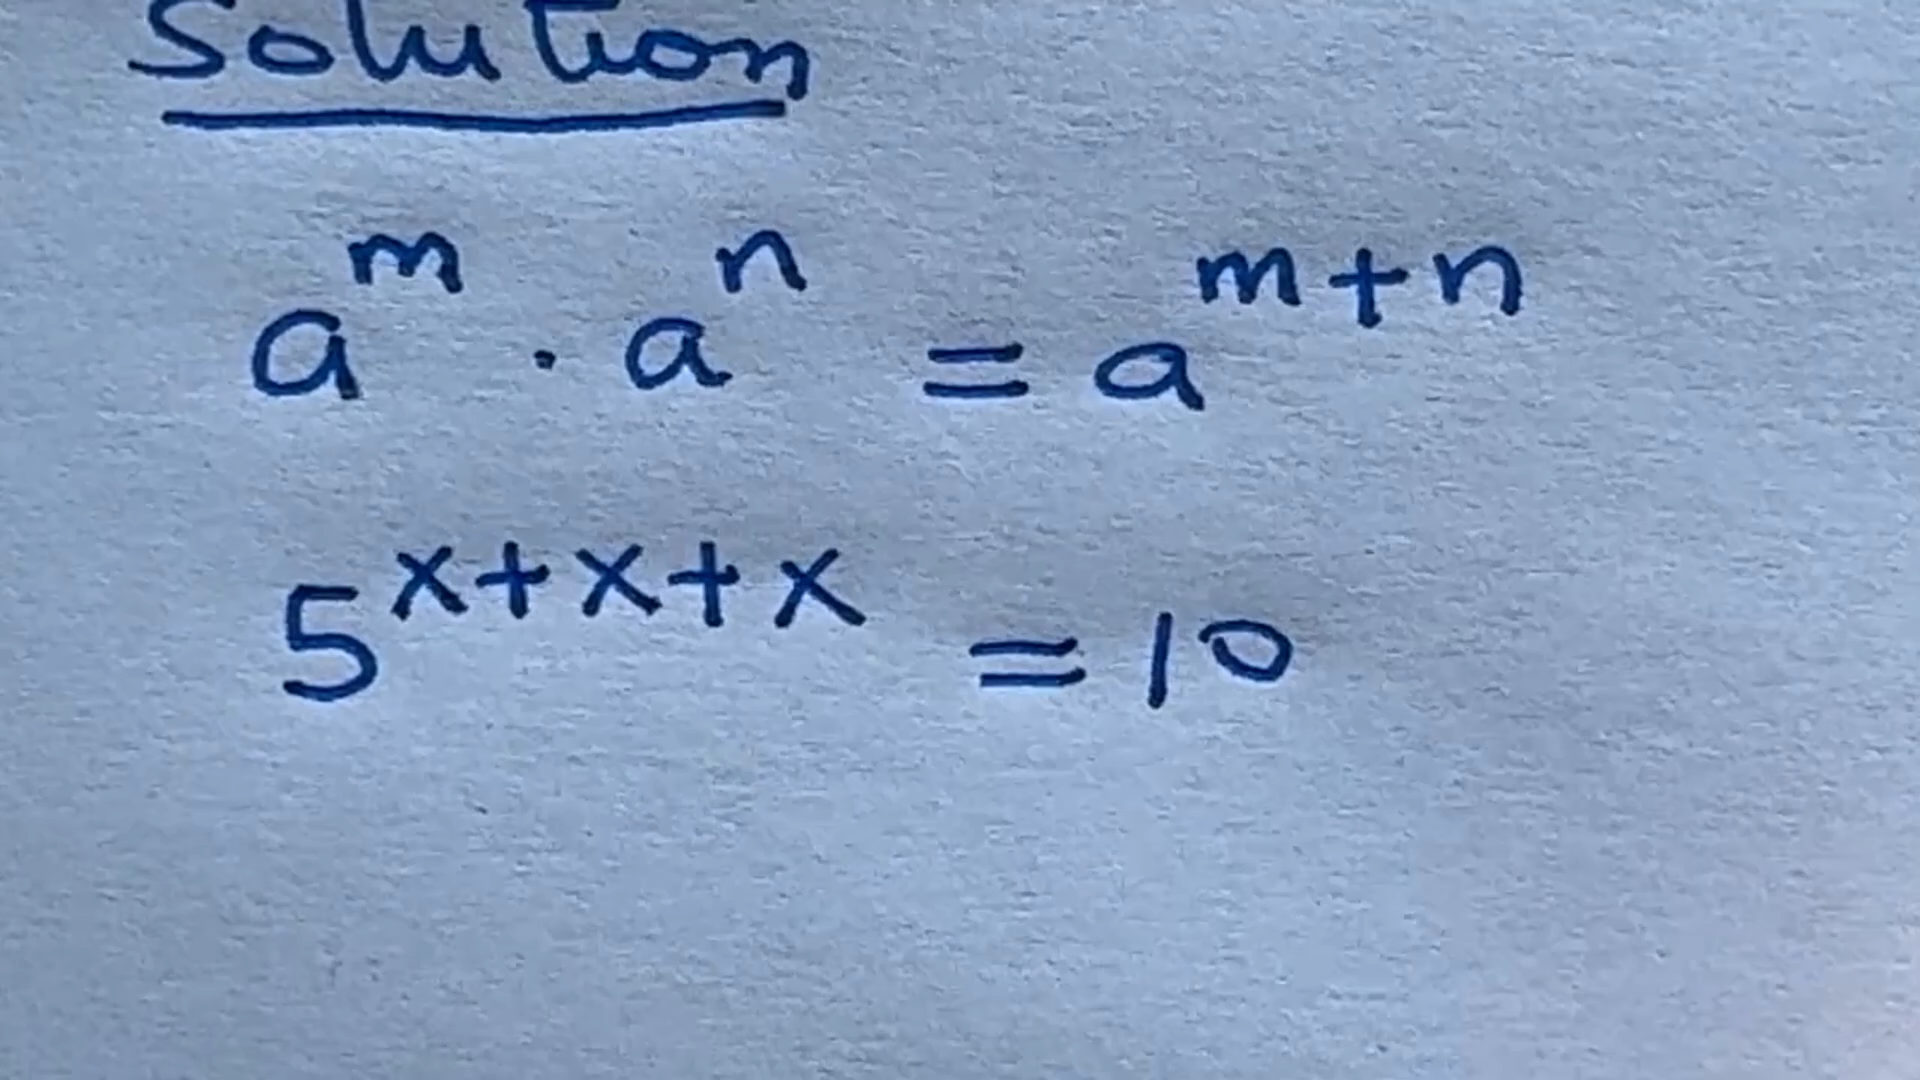 Solution
a^m · a^n = a^{m+n}
5^{x+x+x} = 10